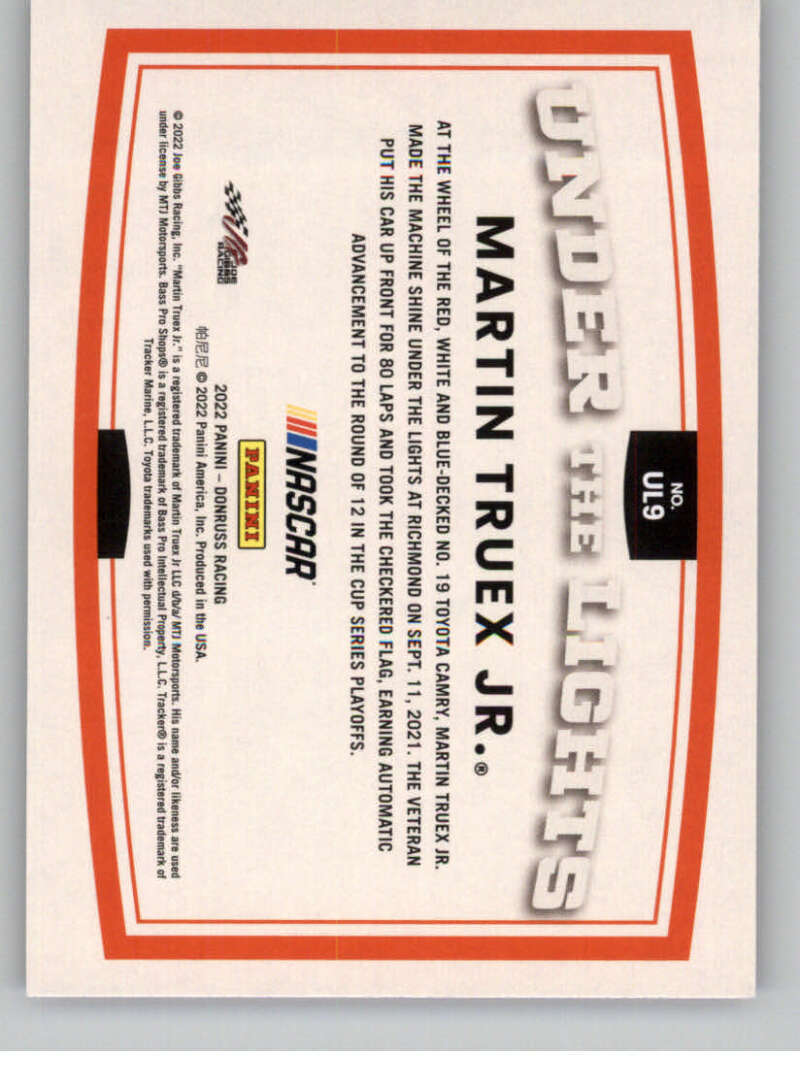 NO.
UL9
UNDER THE LIGHTS
MARTIN TRUEX JR.®
AT THE WHEEL OF THE RED, WHITE AND BLUE-DECKED NO. 19 TOYOTA CAMRY, MARTIN TRUEX JR.
MADE THE MACHINE SHINE UNDER THE LIGHTS AT RICHMOND ON SEPT. 11, 2021. THE VETERAN
PUT HIS CAR UP FRONT FOR 80 LAPS AND TOOK THE CHECKERED FLAG, EARNING AUTOMATIC
ADVANCEMENT TO THE ROUND OF 12 IN THE CUP SERIES PLAYOFFS.
NASCAR
JOE
GIBBS
RACING
PANINI
2022 PANINI – DONRUSS RACING
帕尼尼 © 2022 Panini America, Inc. Produced in the USA.
© 2022 Joe Gibbs Racing, Inc. "Martin Truex Jr." is a registered trademark of Martin Truex Jr LLC d/b/a/ MTJ Motorsports. His name and/or likeness are used
under license by MTJ Motorsports. Bass Pro Shops® is a registered trademark of Bass Pro Intellectual Property, L.L.C. Tracker® is a registered trademark of
Tracker Marine, L.L.C. Toyota trademarks used with permission.